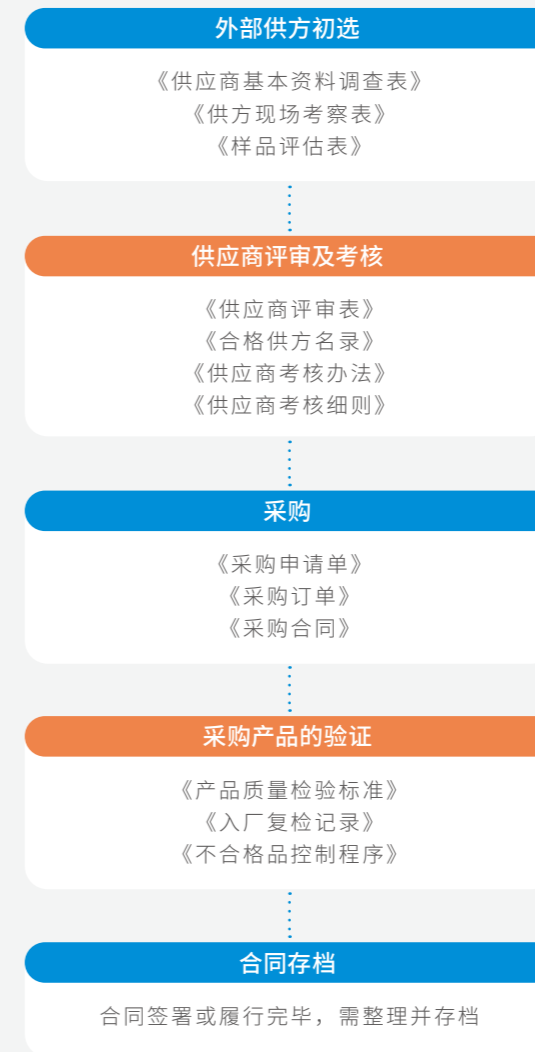 外部供方初选
《供应商基本资料调查表》
《供方现场考察表》
《样品评估表》
供应商评审及考核
《供应商评审表》
《合格供方名录》
《供应商考核办法》
《供应商考核细则》
采购
《采购申请单》
《采购订单》
《采购合同》
采购产品的验证
《产品质量检验标准》
《入厂复检记录》
《不合格品控制程序》
合同存档
合同签署或履行完毕，需整理并存档